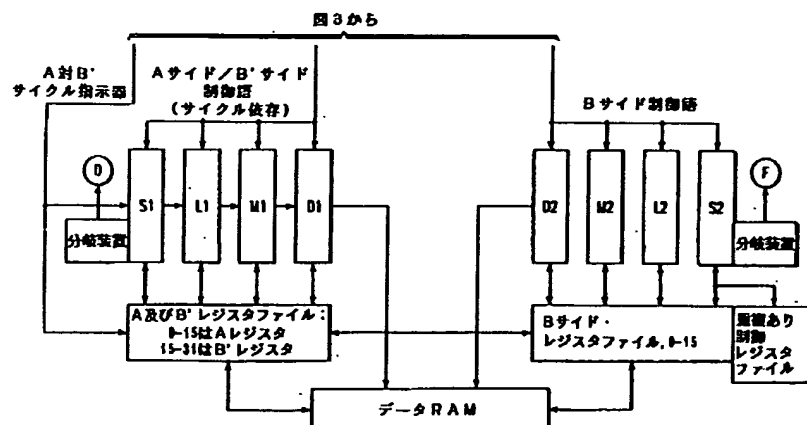 図3から
A対B'
サイクル指示器
Aサイド/B'サイド
制御語
(サイクル依存)
Bサイド制御語
D
S1
L1
M1
D1
D2
M2
L2
S2
F
分岐装置
分岐装置
A及びB'レジスタファイル:
0-15はAレジスタ
15-31はB'レジスタ
Bサイド・
レジスタファイル,0-15
制御
レジスタ
ファイル
データRAM